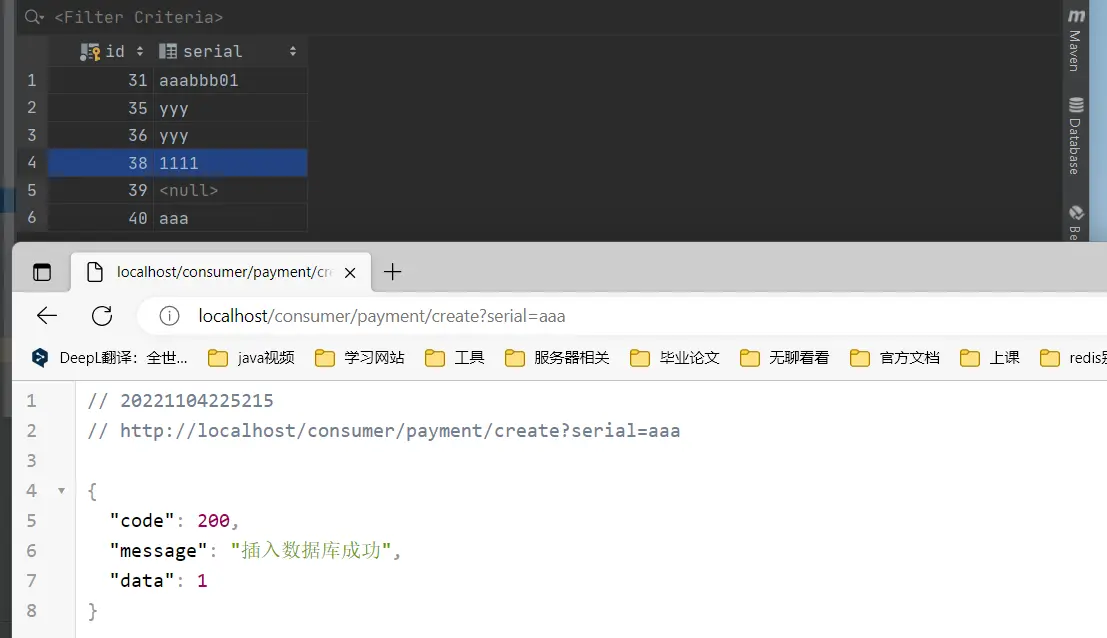 <Filter Criteria>
id serial
1 31 aaabbb01
2 35 yyy
3 36 yyy
4 38 1111
5 39 <null>
6 40 aaa
m
Maven
Database
Be
localhost/consumer/payment/cr
localhost/consumer/payment/create?serial=aaa
DeepL翻译：全世... java视频 学习网站 工具 服务器相关 毕业论文 无聊看看 官方文档 上课 redis
1 // 20221104225215
2 // http://localhost/consumer/payment/create?serial=aaa
3
4 {
5 "code": 200,
6 "message": "插入数据库成功",
7 "data": 1
8 }